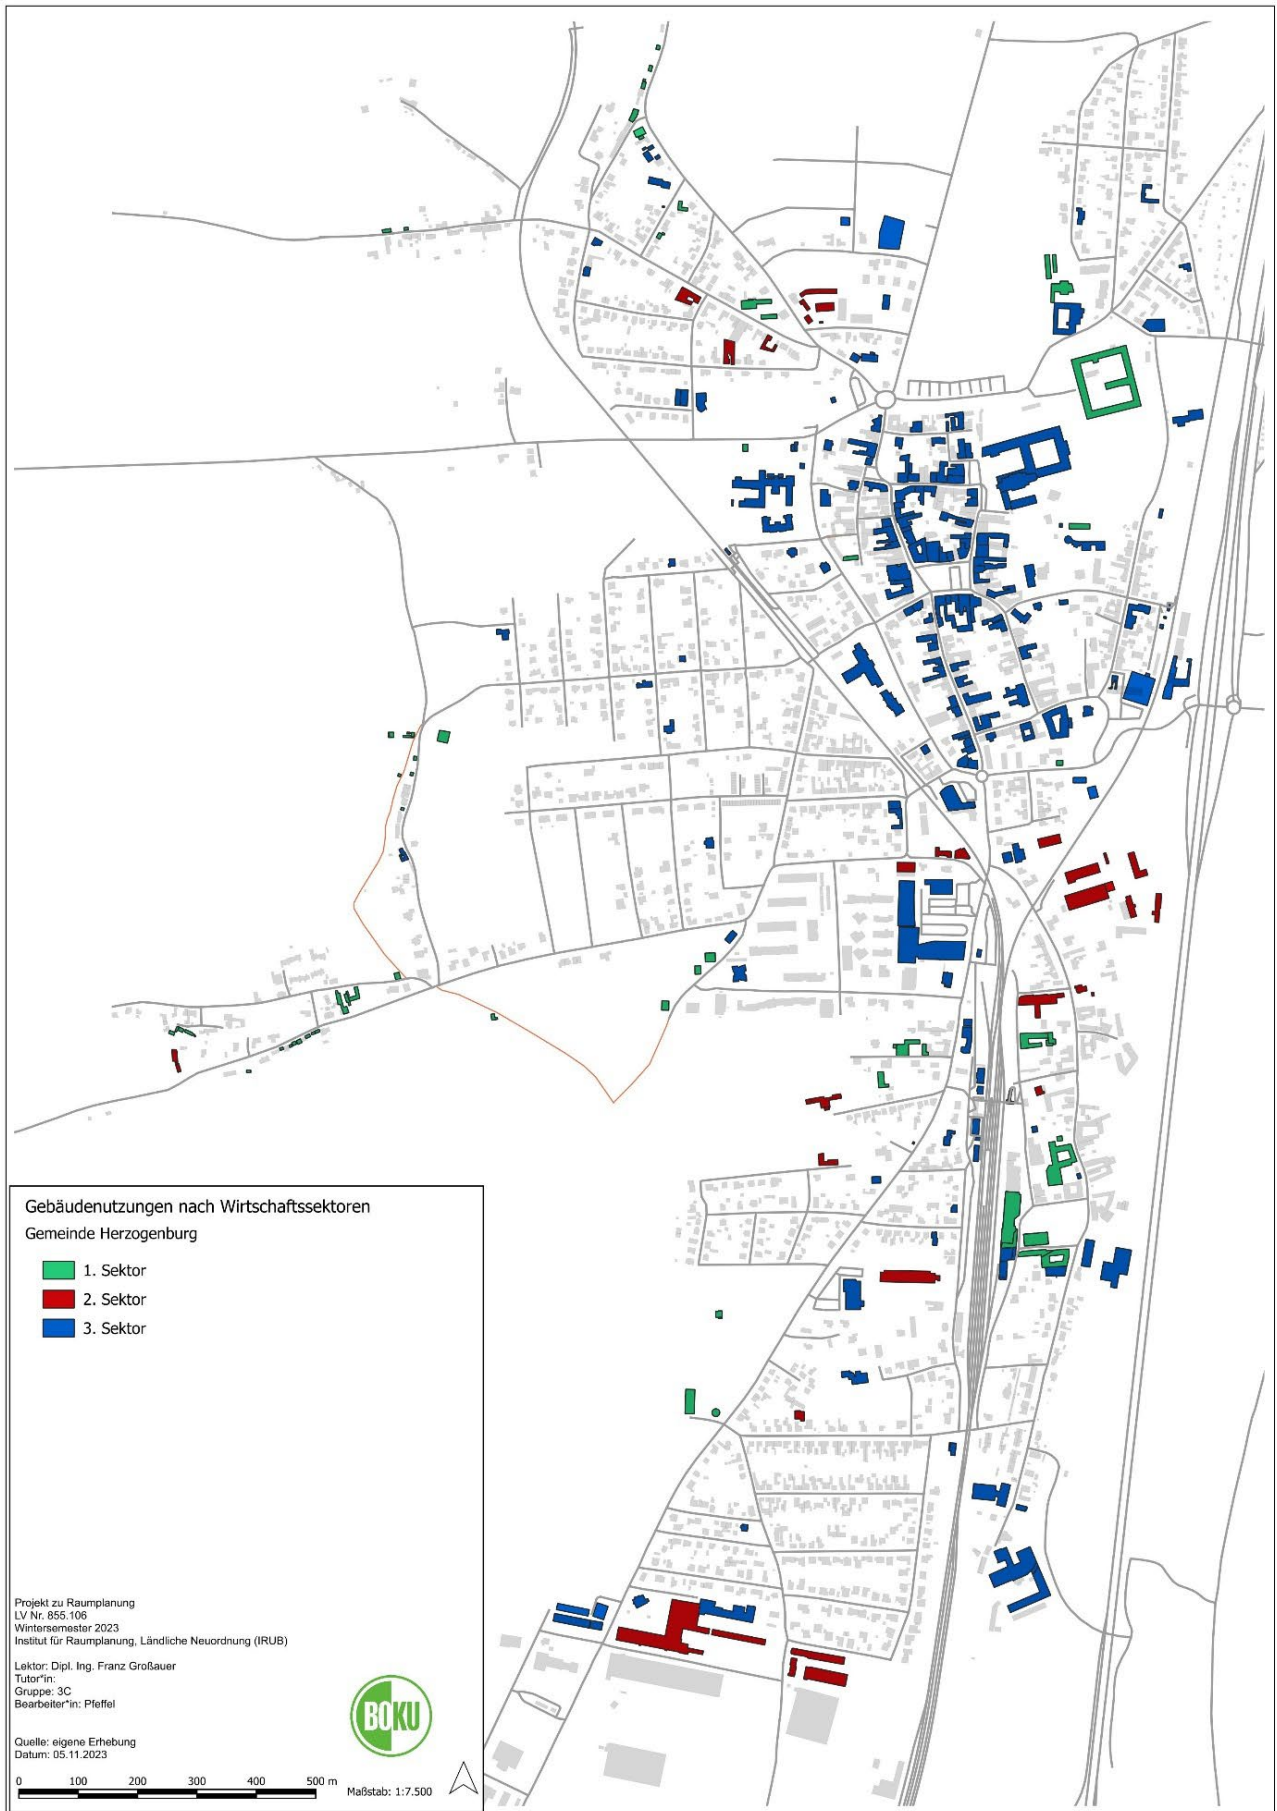 Gebäudenutzungen nach Wirtschaftssektoren
Gemeinde Herzogenburg
1. Sektor
2. Sektor
3. Sektor
Projekt zu Raumplanung
LV Nr. 855.106
Wintersemester 2023
Institut für Raumplanung, Ländliche Neuordnung (IRUB)
Lektor: Dipl. Ing. Franz Großauer
Tutor*in:
Gruppe: 3C
Bearbeiter*in: Pfeffel
BOKU
Quelle: eigene Erhebung
Datum: 05.11.2023
0 100 200 300 400 500 m
Maßstab: 1:7.500